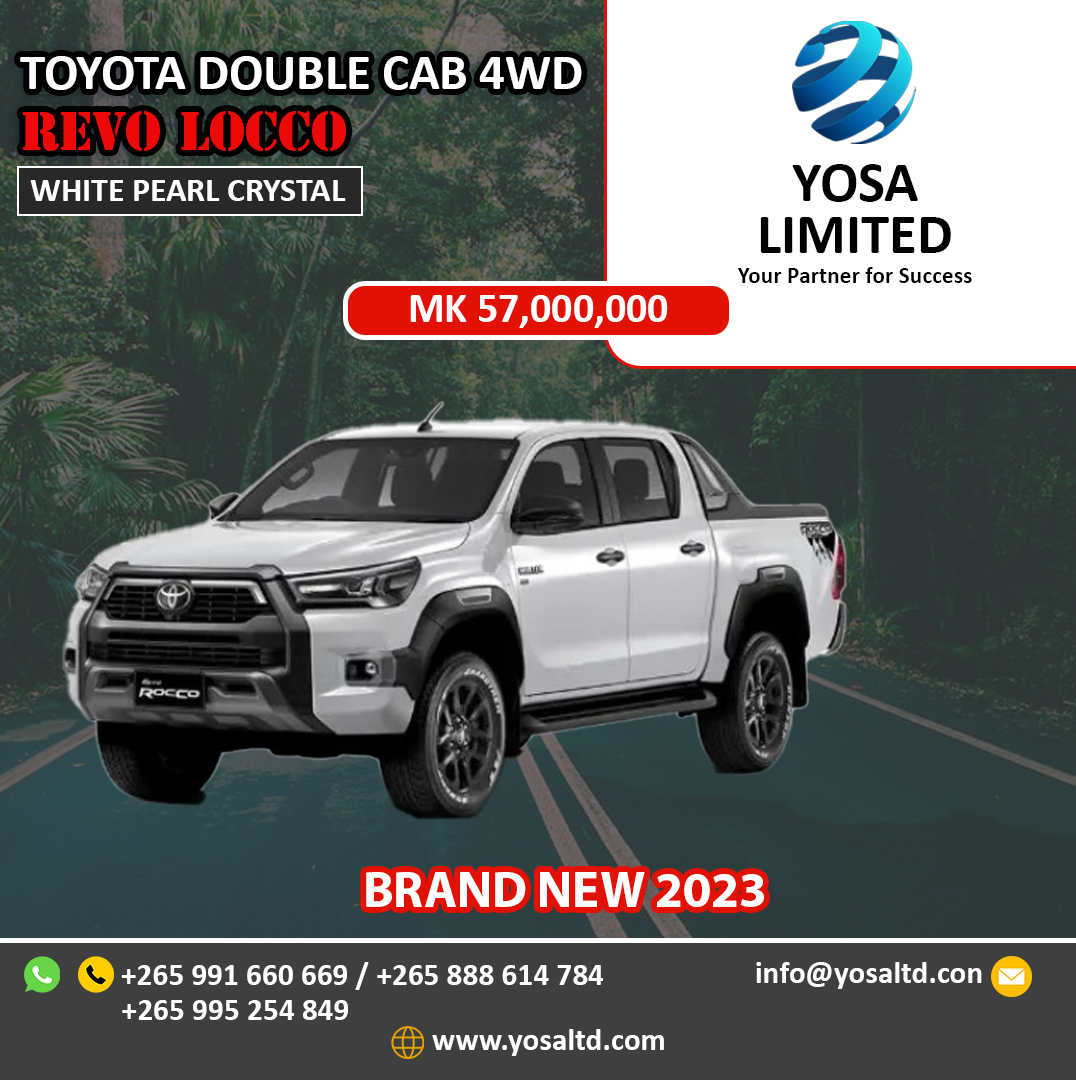 TOYOTA DOUBLE CAB 4WD
REVO LOCCO
WHITE PEARL CRYSTAL
YOSA
LIMITED
Your Partner for Success
MK 57,000,000
Revo
ROCCO
BRAND NEW 2023
+265 991 660 669 / +265 888 614 784
+265 995 254 849
info@yosaltd.con
www.yosaltd.com